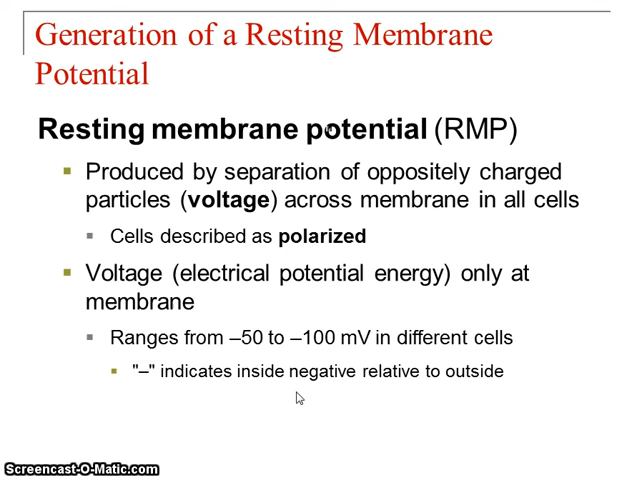 Generation of a Resting Membrane
Potential
Resting membrane potential (RMP)
Produced by separation of oppositely charged
particles (voltage) across membrane in all cells
Cells described as polarized
Voltage (electrical potential energy) only at
membrane
Ranges from –50 to –100 mV in different cells
"–" indicates inside negative relative to outside
Screencast-O-Matic.com